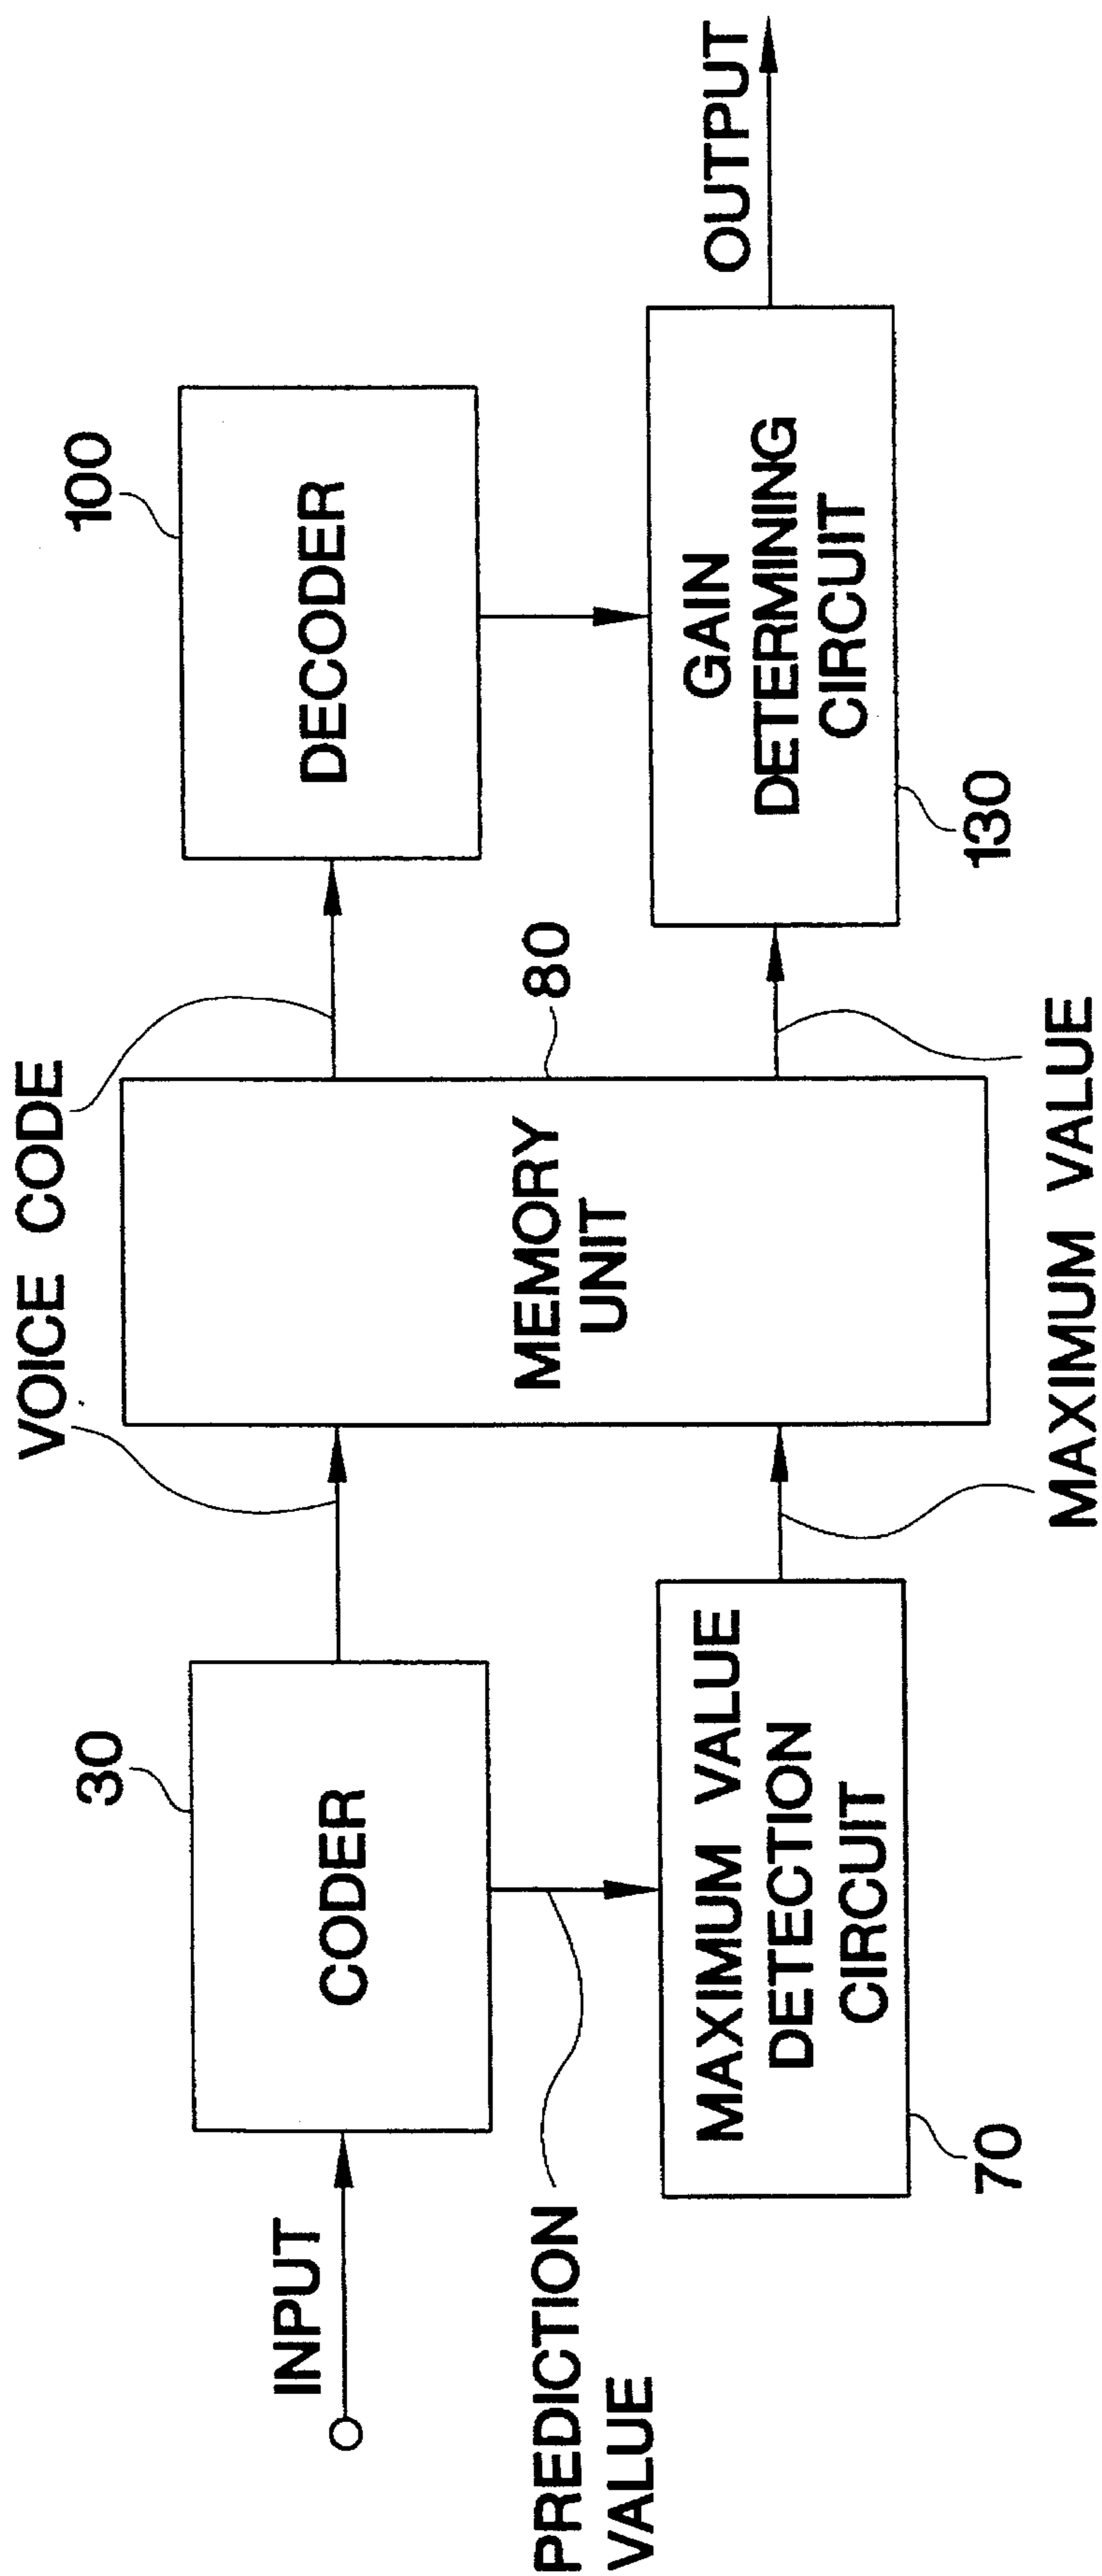 VOICE CODE
100
30
INPUT
CODER
DECODER
OUTPUT
MEMORY
UNIT
80
PREDICTION
VALUE
MAXIMUM VALUE
DETECTION
CIRCUIT
GAIN
DETERMINING
CIRCUIT
70
130
MAXIMUM VALUE